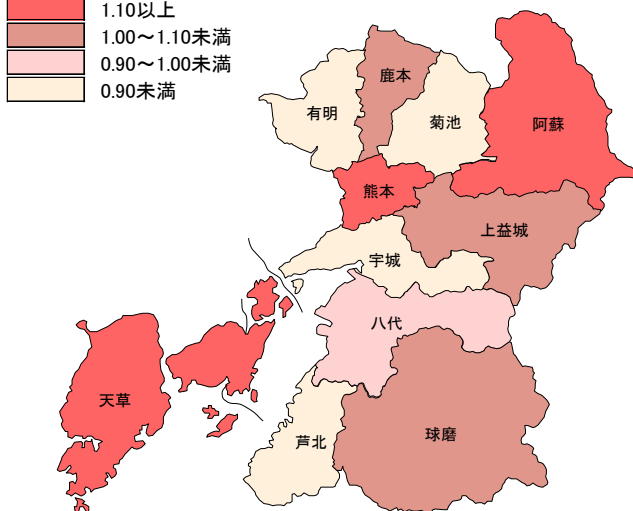 1.10以上
1.00～1.10未満
0.90～1.00未満
0.90未満
鹿本
有明
菊池
阿蘇
熊本
上益城
宇城
八代
天草
芦北
球磨